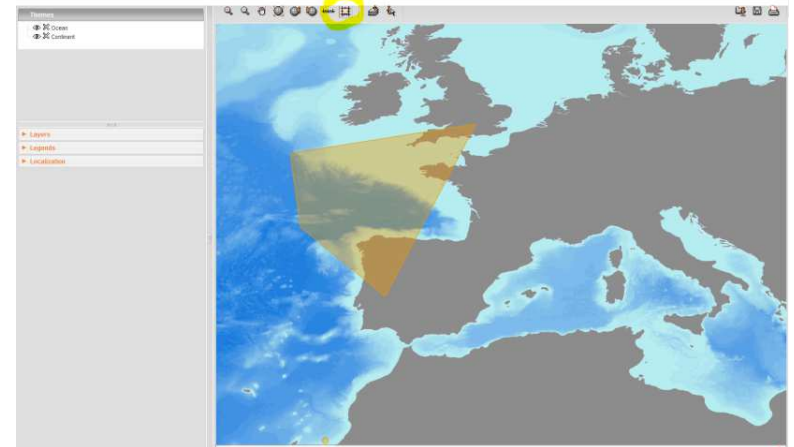 Themes
Ocean
Continent
Layers
Legends
Localization